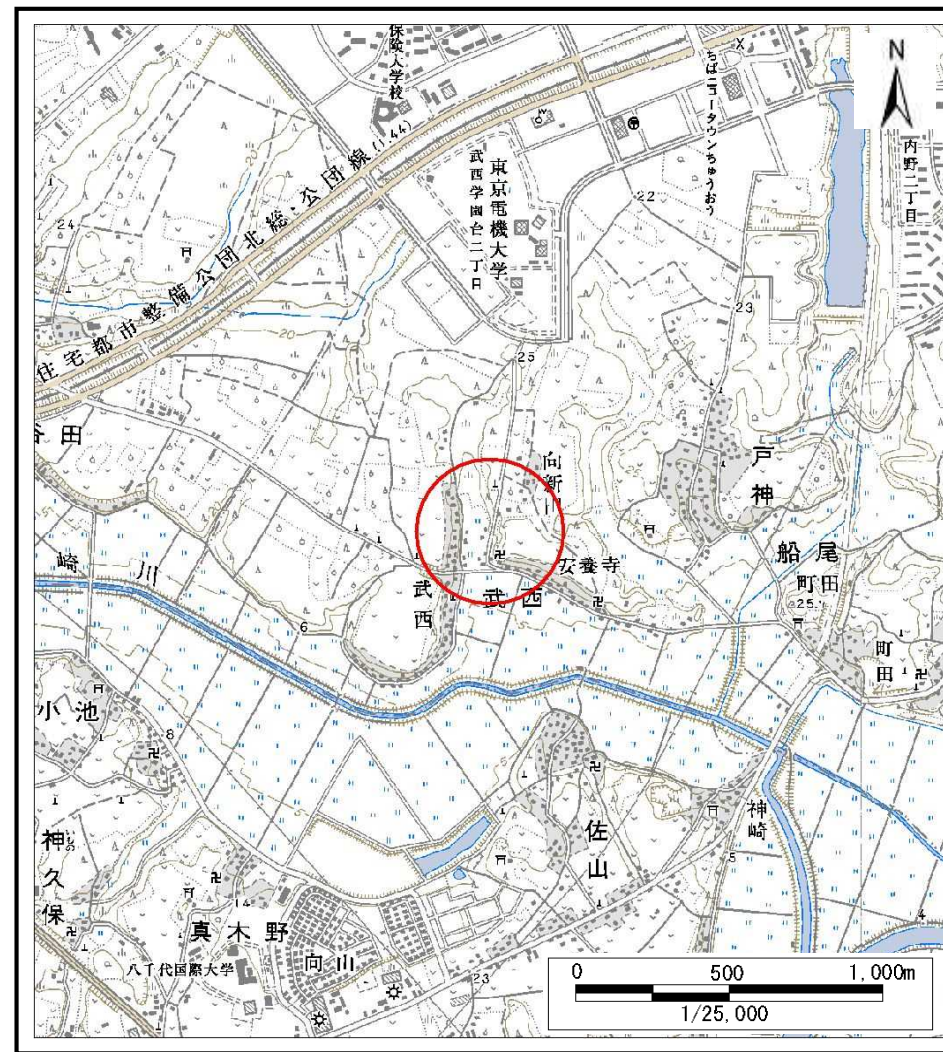 保険大学校
ちばニュータウンちゅうおう
N
内野二丁目
東京電機大学
武西学園台二丁目
住宅都市整備公団北総・公団線(1.44)
24
22
23
20
25
谷田
向新田
戸神
船尾
町田
25
安養寺
武西
武西
町田
崎川
6
小池
8
神久保
佐山
神崎
5
4
14
真木野
向山
八千代国際大学
23
0 500 1,000m
1/25,000